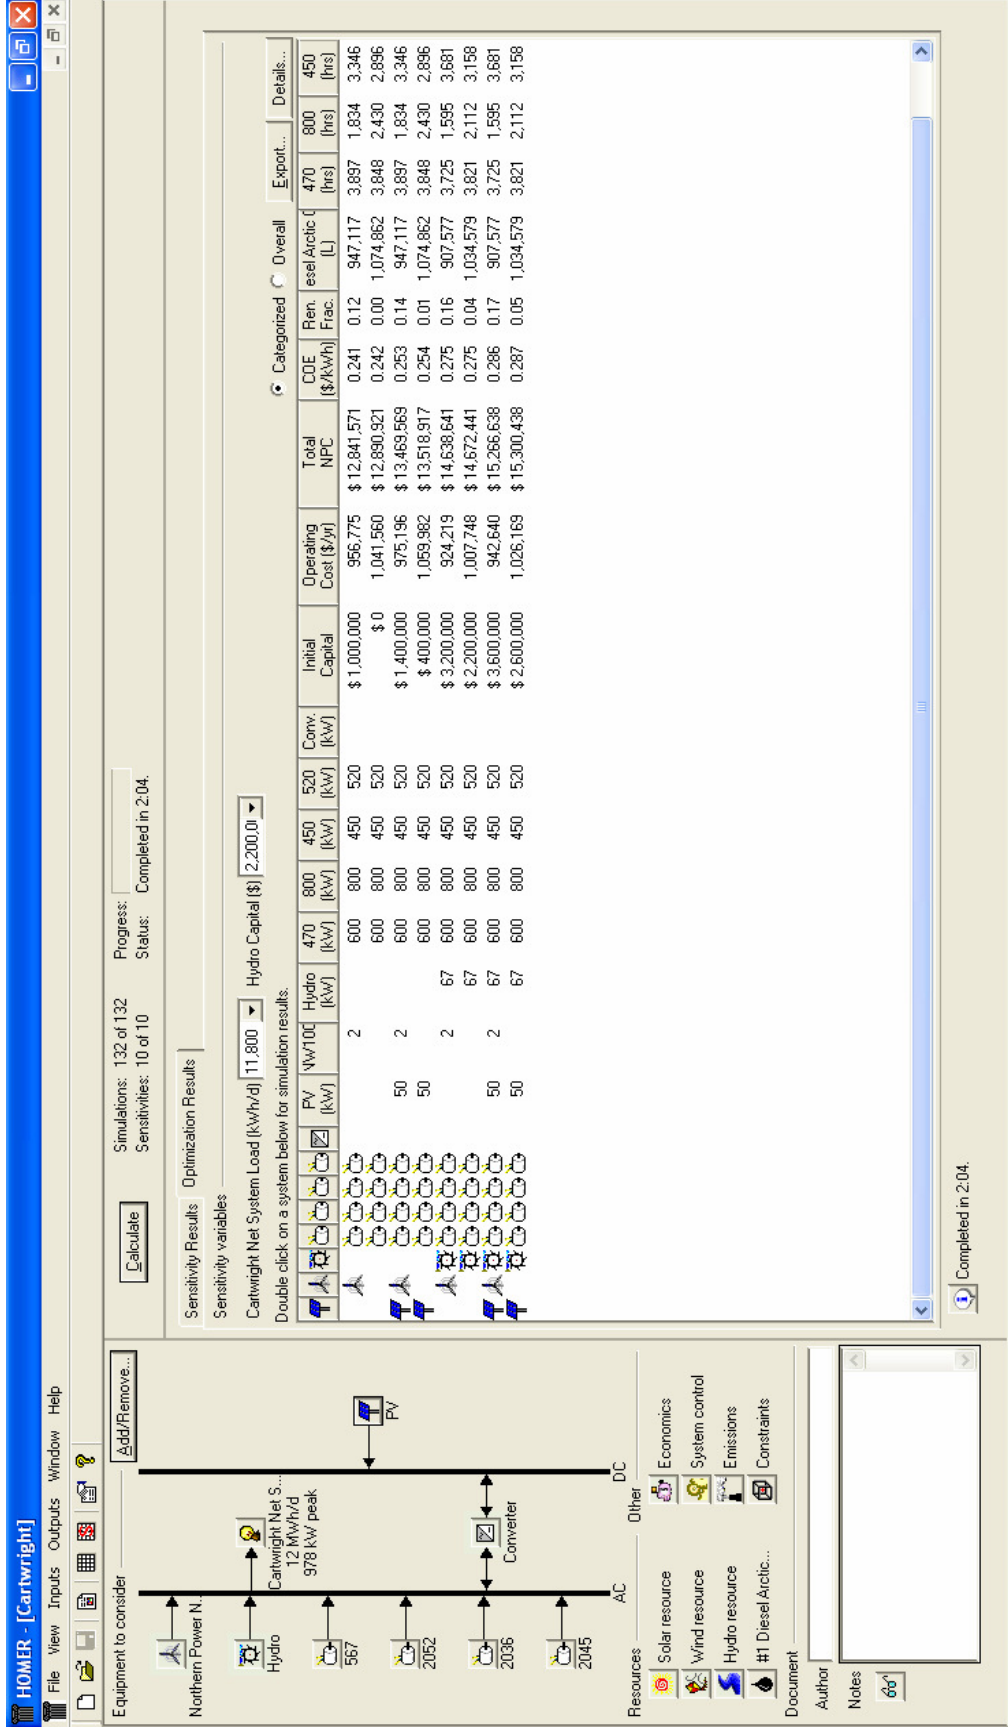 HOMER - [Cartwright]
File View Inputs Outputs Window Help
Equipment to consider
Add/Remove...
Northern Power N...
Hydro
Cartwright Net S...
12 MWh/d
978 kW peak
567
2052
2036
2045
Converter
PV
AC
DC
Resources
Other
Solar resource
Economics
Wind resource
System control
Hydro resource
Emissions
#1 Diesel Arctic...
Constraints
Document
Author
Notes
Calculate
Simulations: 132 of 132
Progress:
Sensitivities: 10 of 10
Status: Completed in 2:04.
Sensitivity Results Optimization Results
Sensitivity variables
Cartwright Net System Load (kWh/d) 11,800 Hydro Capital ($) 2,200,0
Double click on a system below for simulation results.
Categorized Overall
Export...
Details...
PV (kW) NW100 Hydro (kW) 470 (kW) 800 (kW) 450 (kW) 520 (kW) Conv. (kW) Initial Capital Operating Cost ($/yr) Total NPC COE ($/kWh) Ren. Frac. esel Arctic (L) 470 (hrs) 800 (hrs) 450 (hrs)
2 600 800 450 520 $ 1,000,000 956,775 $ 12,841,571 0.241 0.12 947,117 3,897 1,834 3,346
600 800 450 520 $ 0 1,041,560 $ 12,890,921 0.242 0.00 1,074,862 3,848 2,430 2,896
50 2 600 800 450 520 $ 1,400,000 975,196 $ 13,469,569 0.253 0.14 947,117 3,897 1,834 3,346
50 600 800 450 520 $ 400,000 1,059,982 $ 13,518,917 0.254 0.01 1,074,862 3,848 2,430 2,896
2 67 600 800 450 520 $ 3,200,000 924,219 $ 14,638,641 0.275 0.16 907,577 3,725 1,595 3,681
67 600 800 450 520 $ 2,200,000 1,007,748 $ 14,672,441 0.275 0.04 1,034,579 3,821 2,112 3,158
50 2 67 600 800 450 520 $ 3,600,000 942,640 $ 15,266,638 0.286 0.17 907,577 3,725 1,595 3,681
50 67 600 800 450 520 $ 2,600,000 1,026,169 $ 15,300,438 0.287 0.05 1,034,579 3,821 2,112 3,158
Completed in 2:04.